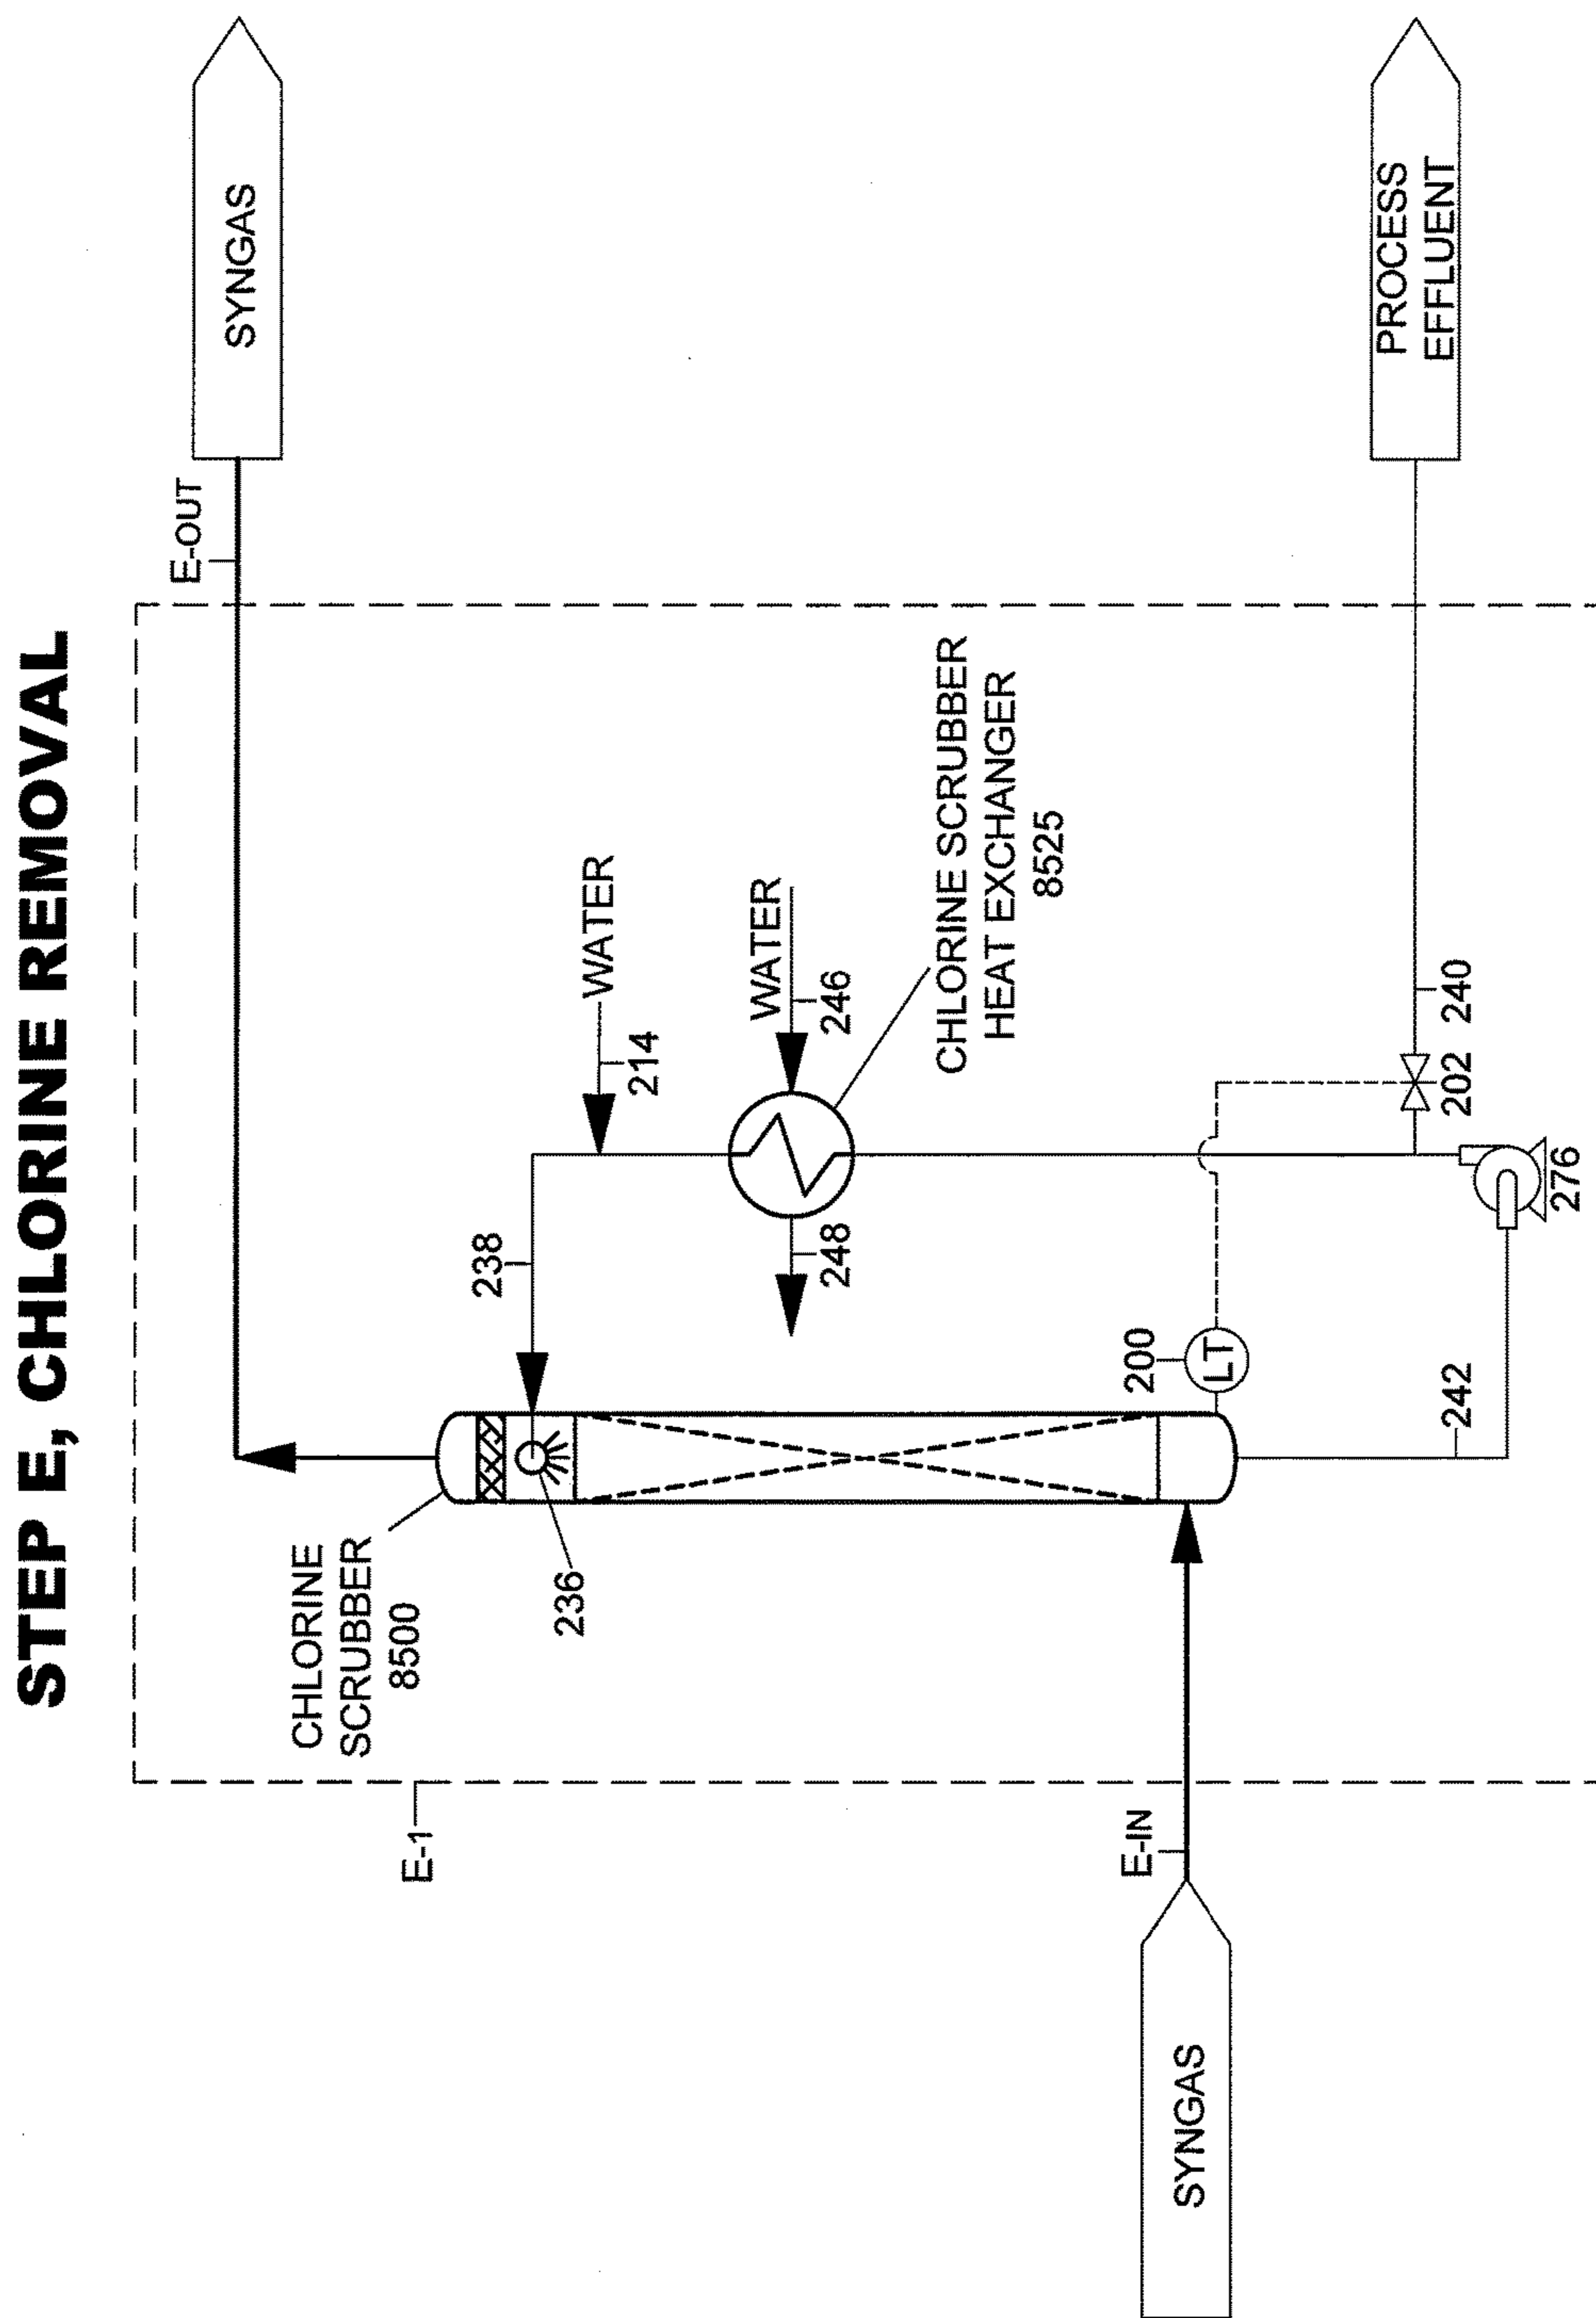 STEP E, CHLORINE REMOVAL
E-OUT
SYNGAS
E-1
CHLORINE
SCRUBBER
8500
236
238
WATER
214
WATER
246
248
CHLORINE SCRUBBER
HEAT EXCHANGER
8525
200
LT
E-IN
SYNGAS
242
276
202
240
PROCESS
EFFLUENT